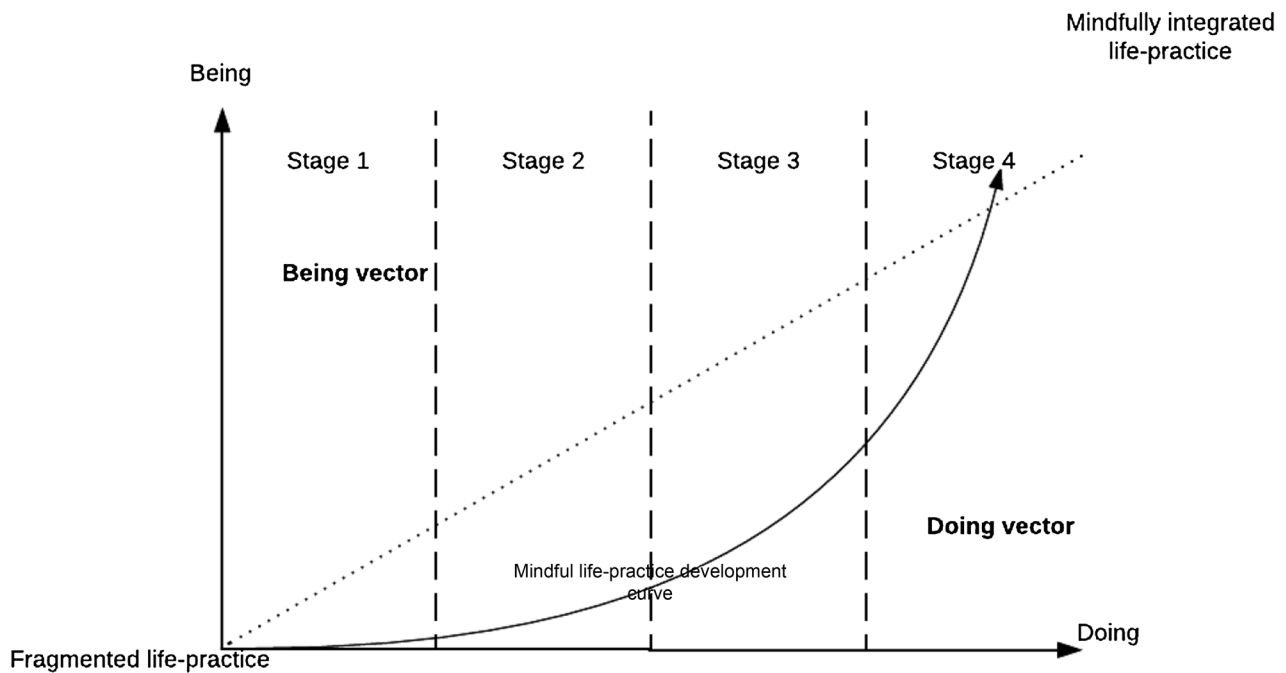 Mindfully integrated
life-practice
Being
Stage 1
Stage 2
Stage 3
Stage 4
Being vector
Doing vector
Mindful life-practice development
curve
Doing
Fragmented life-practice